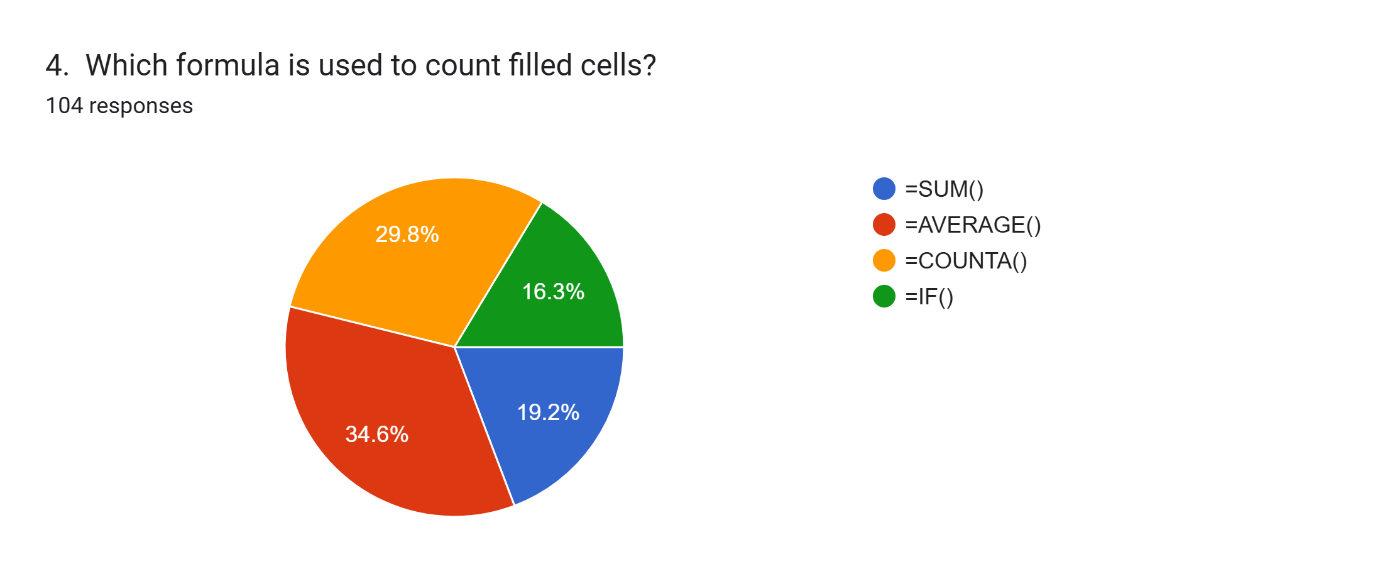 4.  Which formula is used to count filled cells?
104 responses
29.8%
16.3%
19.2%
34.6%
=SUM()
=AVERAGE()
=COUNTA()
=IF()